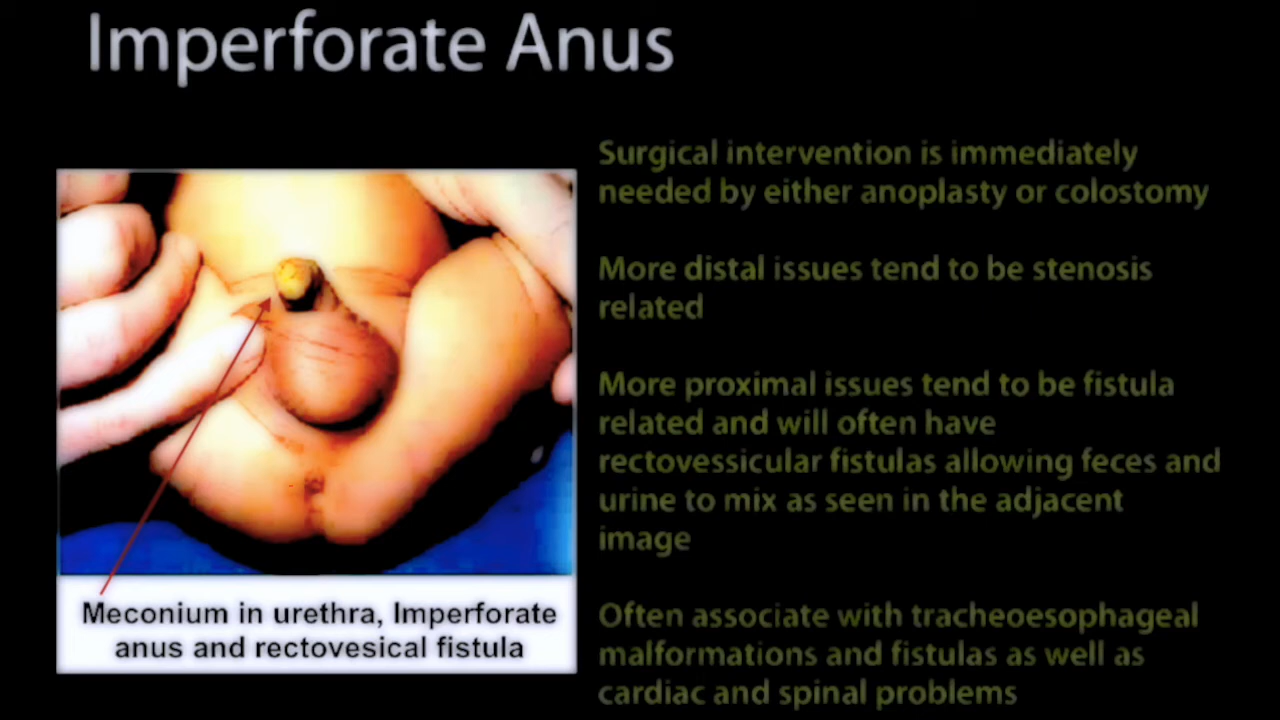 Imperforate Anus
Surgical intervention is immediately
needed by either anoplasty or colostomy
More distal issues tend to be stenosis
related
More proximal issues tend to be fistula
related and will often have
rectovessicular fistulas allowing feces and
urine to mix as seen in the adjacent
image
Often associate with tracheoesophageal
malformations and fistulas as well as
cardiac and spinal problems
Meconium in urethra, Imperforate
anus and rectovesical fistula